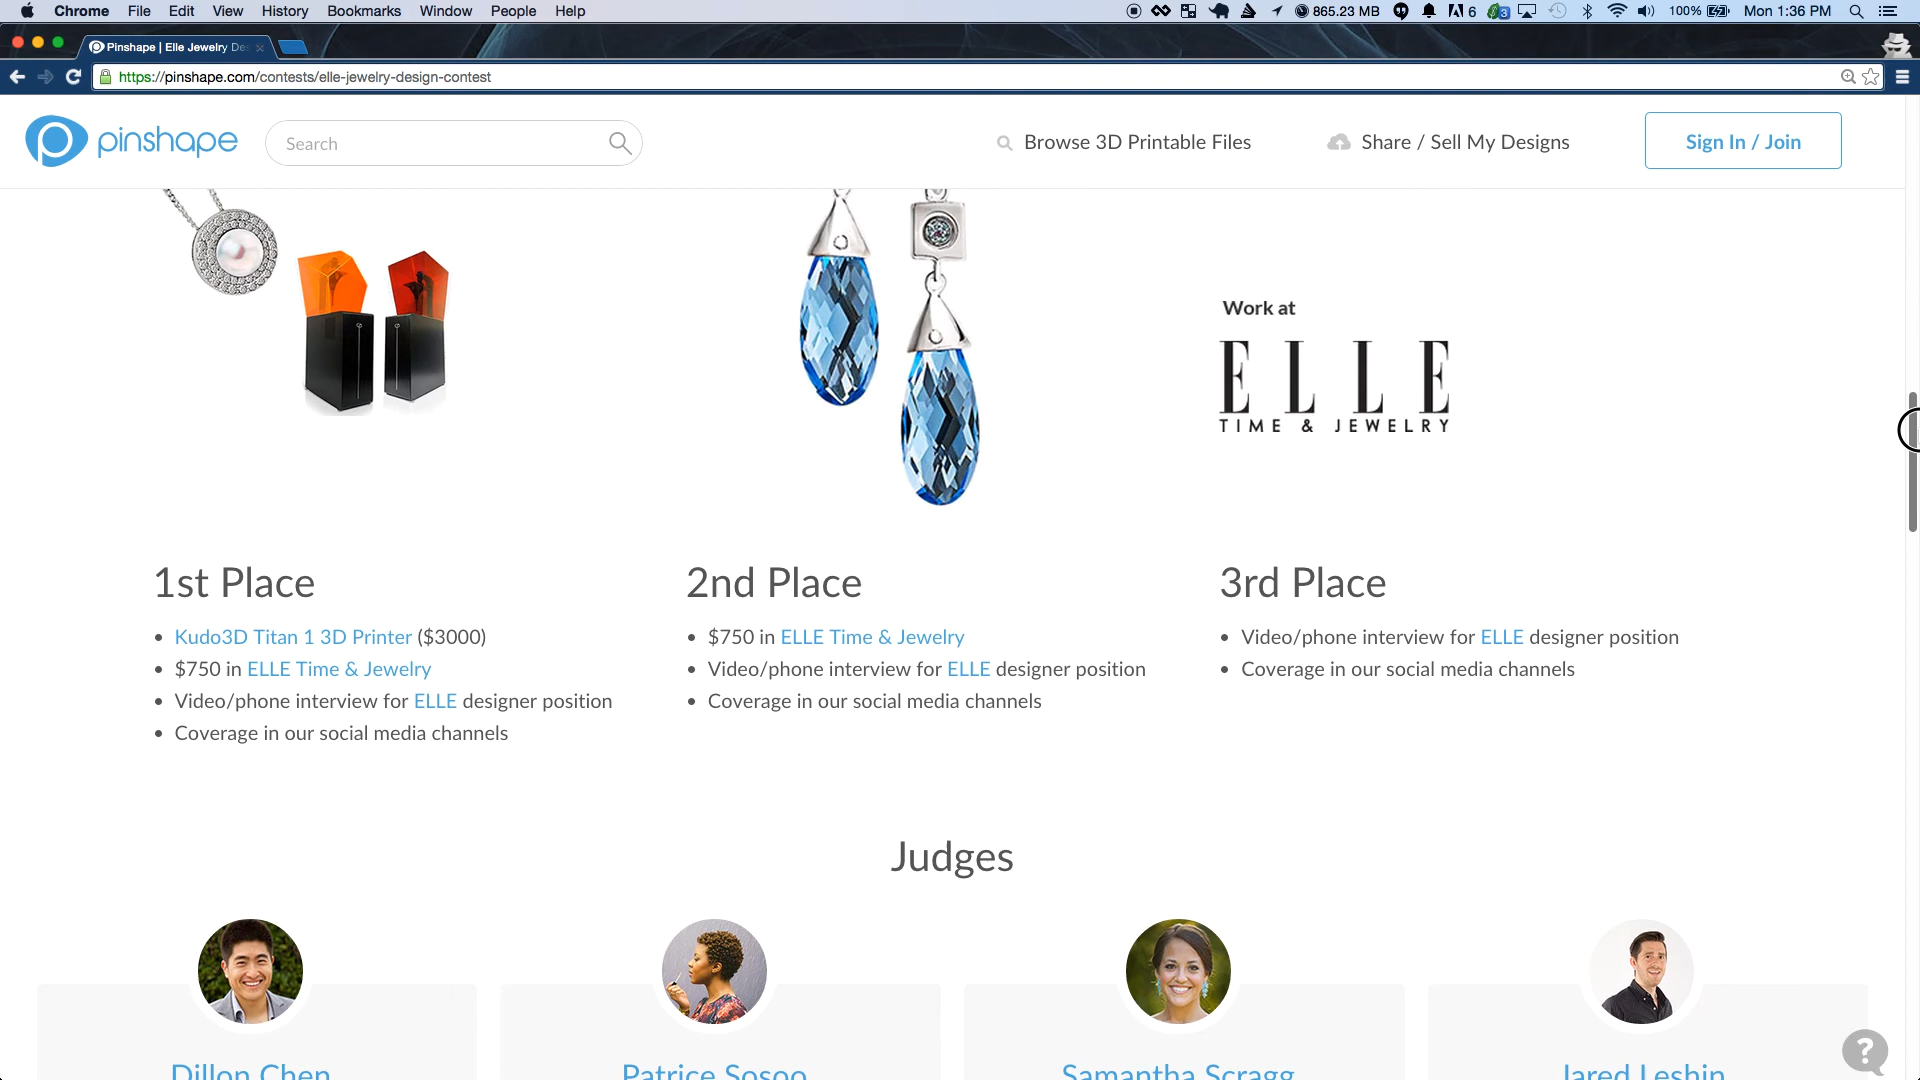 Chrome File Edit View History Bookmarks Window People Help
865.23 MB 6 3 100% Mon 1:36 PM
Pinshape | Elle Jewelry Des
https://pinshape.com/contests/elle-jewelry-design-contest
pinshape
Search
Browse 3D Printable Files
Share / Sell My Designs
Sign In / Join
Work at
ELLE
TIME & JEWELRY
1st Place
• Kudo3D Titan 1 3D Printer ($3000)
• $750 in ELLE Time & Jewelry
• Video/phone interview for ELLE designer position
• Coverage in our social media channels
2nd Place
• $750 in ELLE Time & Jewelry
• Video/phone interview for ELLE designer position
• Coverage in our social media channels
3rd Place
• Video/phone interview for ELLE designer position
• Coverage in our social media channels
Judges
Dillon Chen
Patrice Sosoo
Samantha Scragg
Jared Leshin
?